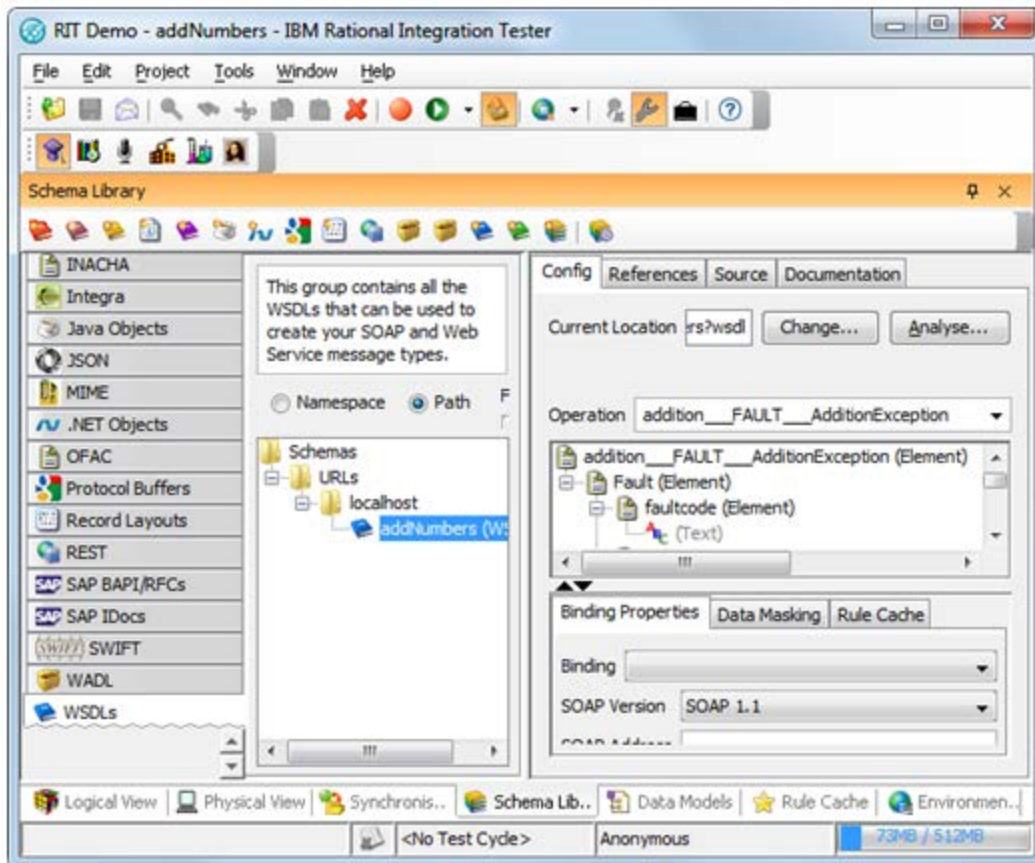 RIT Demo - addNumbers - IBM Rational Integration Tester
File Edit Project Tools Window Help
Schema Library
INACHA
Integra
Java Objects
JSON
MIME
.NET Objects
OFAC
Protocol Buffers
Record Layouts
REST
SAP BAPI/RFCs
SAP IDocs
SWIFT
WADL
WSDLs
This group contains all the
WSDLs that can be used to
create your SOAP and Web
Service message types.
Namespace Path F
Schemas
URLs
localhost
addNumbers (WS
Config References Source Documentation
Current Location rs?wsdl Change... Analyse...
Operation addition___FAULT___AdditionException
addition___FAULT___AdditionException (Element)
Fault (Element)
faultcode (Element)
(Text)
Binding Properties Data Masking Rule Cache
Binding
SOAP Version SOAP 1.1
SOAP Address
Logical View Physical View Synchronis.. Schema Lib.. Data Models Rule Cache Environmen..
<No Test Cycle> Anonymous 73MB / 512MB